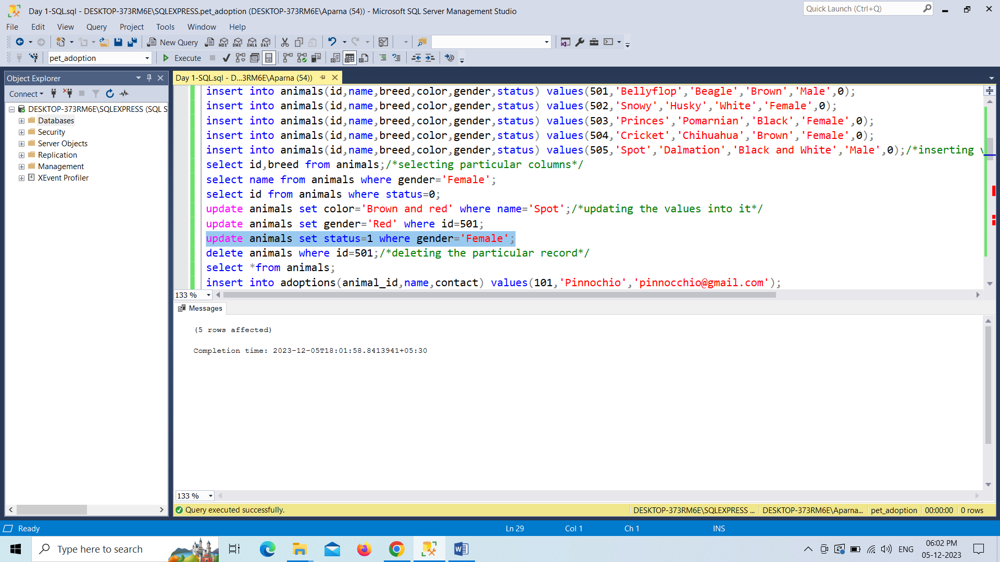 Day 1-SQL.sql - DESKTOP-373RM6E\SQLEXPRESS.pet_adoption (DESKTOP-373RM6E\Aparna (54)) - Microsoft SQL Server Management Studio
Quick Launch (Ctrl+Q)
File Edit View Query Project Tools Window Help
New Query MDX DMX XMLA DAX
pet_adoption Execute
Object Explorer
Connect
DESKTOP-373RM6E\SQLEXPRESS (SQL S
Databases
Security
Server Objects
Replication
Management
XEvent Profiler
Day 1-SQL.sql - D...3RM6E\Aparna (54))
insert into animals(id,name,breed,color,gender,status) values(501,'Bellyflop','Beagle','Brown','Male',0);
insert into animals(id,name,breed,color,gender,status) values(502,'Snowy','Husky','White','Female',0);
insert into animals(id,name,breed,color,gender,status) values(503,'Princes','Pomarnian','Black','Female',0);
insert into animals(id,name,breed,color,gender,status) values(504,'Cricket','Chihuahua','Brown','Female',0);
insert into animals(id,name,breed,color,gender,status) values(505,'Spot','Dalmation','Black and White','Male',0);/*inserting
select id,breed from animals;/*selecting particular columns*/
select name from animals where gender='Female';
select id from animals where status=0;
update animals set color='Brown and red' where name='Spot';/*updating the values into it*/
update animals set gender='Red' where id=501;
update animals set status=1 where gender='Female';
delete animals where id=501;/*deleting the particular record*/
select *from animals;
insert into adoptions(animal_id,name,contact) values(101,'Pinnochio','pinnocchio@gmail.com');
133 %
Messages
(5 rows affected)
Completion time: 2023-12-05T18:01:58.8413941+05:30
133 %
Query executed successfully.
DESKTOP-373RM6E\SQLEXPRESS ... DESKTOP-373RM6E\Aparna... pet_adoption 00:00:00 0 rows
Ready Ln 29 Col 1 Ch 1 INS
Type here to search
ENG
06:02 PM
05-12-2023